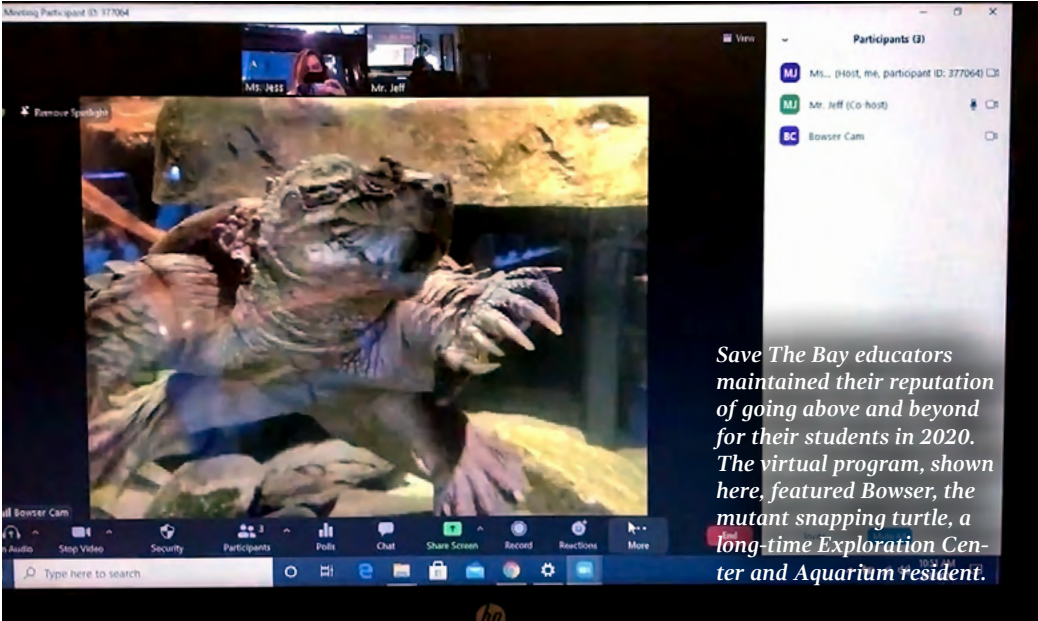 Meeting Participant ID: 377064
View
Participants (3)
Ms. Jess
Mr. Jeff
MJ Ms... (Host, me, participant ID: 377064)
Remove Spotlight
MJ Mr. Jeff (Co-host)
BC Bowser Cam
Save The Bay educators
maintained their reputation
of going above and beyond
for their students in 2020.
The virtual program, shown
here, featured Bowser, the
mutant snapping turtle, a
long-time Exploration Cen-
ter and Aquarium resident.
Bowser Cam
3
Audio
Stop Video
Security
Participants
Polls
Chat
Share Screen
Record
Reactions
More
End
Type here to search
hp